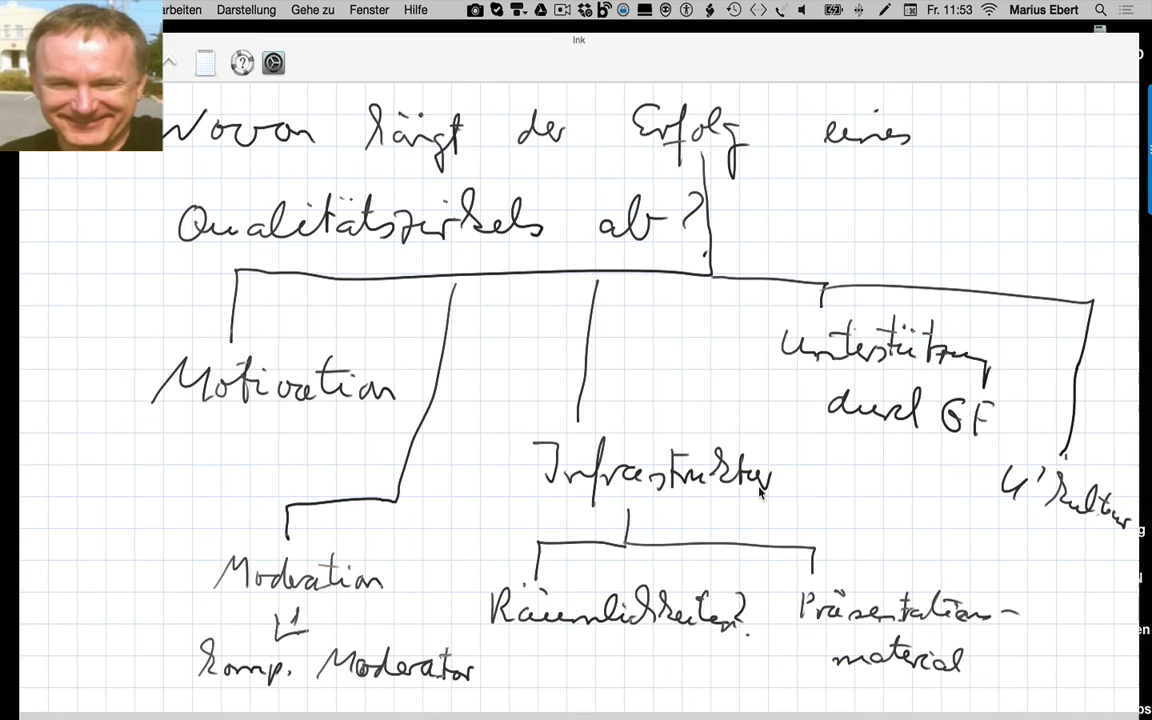 arbeiten Darstellung Gehe zu Fenster Hilfe Fr. 11:53 Marius Ebert
Ink
Wovon hängt der Erfolg eines
Qualitätszirkels ab?
Motivation
Unterstützung
durch GF
Infrastruktur
U'kultur
Moderation
Räumlichkeiten?
Präsentations-
material
komp. Moderator